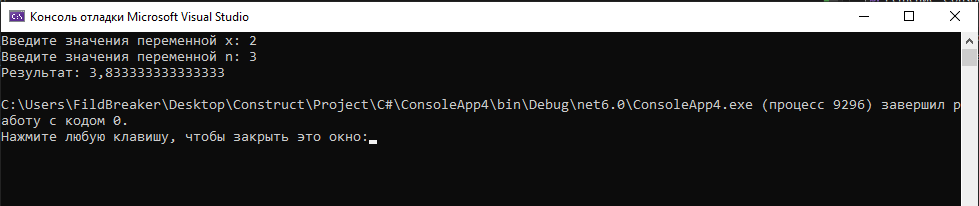 Консоль отладки Microsoft Visual Studio
Введите значения переменной x: 2
Введите значения переменной n: 3
Результат: 3,833333333333333
C:\Users\FildBreaker\Desktop\Construct\Project\C#\ConsoleApp4\bin\Debug\net6.0\ConsoleApp4.exe (процесс 9296) завершил р
аботу с кодом 0.
Нажмите любую клавишу, чтобы закрыть это окно: